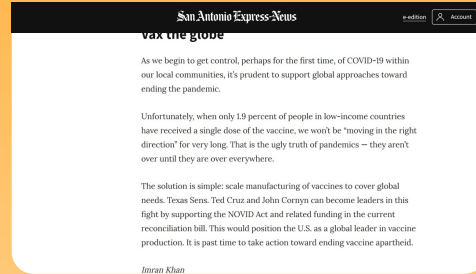 San Antonio Express-News
e-edition
Account
Vax the globe
As we begin to get control, perhaps for the first time, of COVID-19 within
our local communities, it's prudent to support global approaches toward
ending the pandemic.
Unfortunately, when only 1.9 percent of people in low-income countries
have received a single dose of the vaccine, we won't be “moving in the right
direction” for very long. That is the ugly truth of pandemics — they aren't
over until they are over everywhere.
The solution is simple: scale manufacturing of vaccines to cover global
needs. Texas Sens. Ted Cruz and John Cornyn can become leaders in this
fight by supporting the NOVID Act and related funding in the current
reconciliation bill. This would position the U.S. as a global leader in vaccine
production. It is past time to take action toward ending vaccine apartheid.
Imran Khan